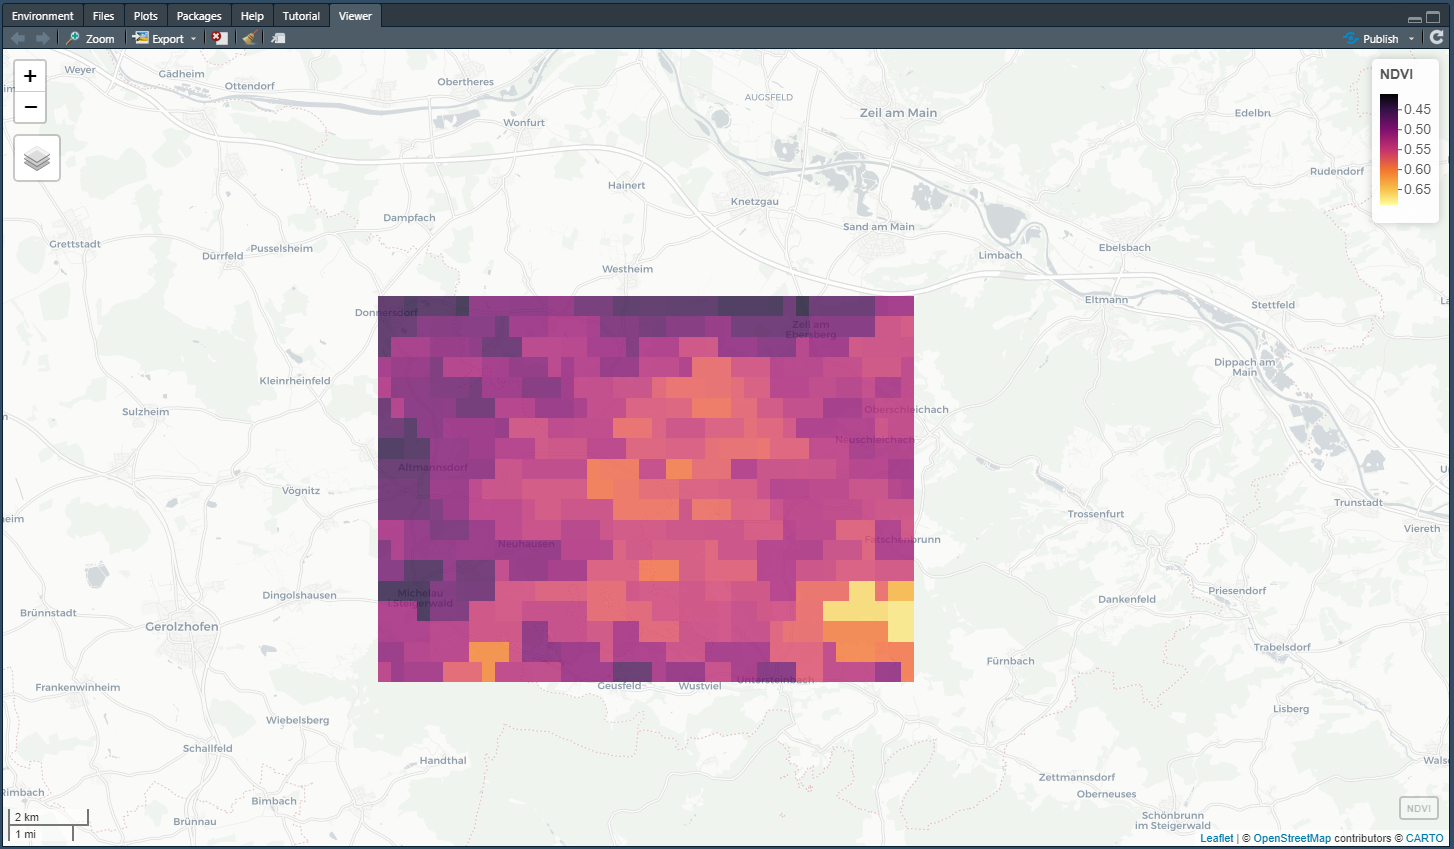 Environment Files Plots Packages Help Tutorial Viewer
Zoom Export Publish
+
−
NDVI
0.45
0.50
0.55
0.60
0.65
Weyer
Gädheim
Ottendorf
Obertheres
AUGSFELD
Zeil am Main
Wonfurt
Rudendorf
Hainert
Knetzgau
Dampfach
Sand am Main
Grettstadt
Pusselsheim
Dürrfeld
Ebelsbach
Limbach
Westheim
Eltmann
Stettfeld
Donnersdorf
Zell am
Ebersberg
Dippach am
Main
Kleinrheinfeld
Sulzheim
Oberschleichach
Neuschleichach
Altmannsdorf
Vögnitz
Trunstadt
Trossenfurt
Viereth
Neuhausen
Fatschenbrunn
Priesendorf
Michelau
i.Steigerwald
Dingolshausen
Dankenfeld
Brünnstadt
Gerolzhofen
Trabelsdorf
Fürnbach
Untersteinbach
Geusfeld
Wustviel
Frankenwinheim
Lisberg
Wiebelsberg
Schallfeld
Handthal
Zettmannsdorf
Oberneuses
Bimbach
Schönbrunn
im Steigerwald
Brünnau
2 km
1 mi
NDVI
Leaflet | © OpenStreetMap contributors © CARTO